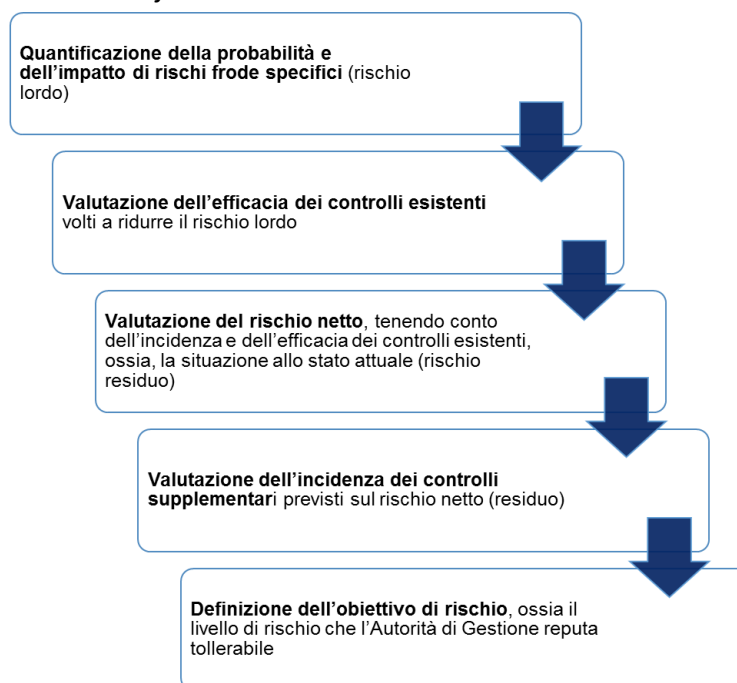 Quantificazione della probabilità e
dell'impatto di rischi frode specifici (rischio
lordo)
Valutazione dell'efficacia dei controlli esistenti
volti a ridurre il rischio lordo
Valutazione del rischio netto, tenendo conto
dell'incidenza e dell'efficacia dei controlli esistenti,
ossia, la situazione allo stato attuale (rischio
residuo)
Valutazione dell'incidenza dei controlli
supplementari previsti sul rischio netto (residuo)
Definizione dell'obiettivo di rischio, ossia il
livello di rischio che l'Autorità di Gestione reputa
tollerabile